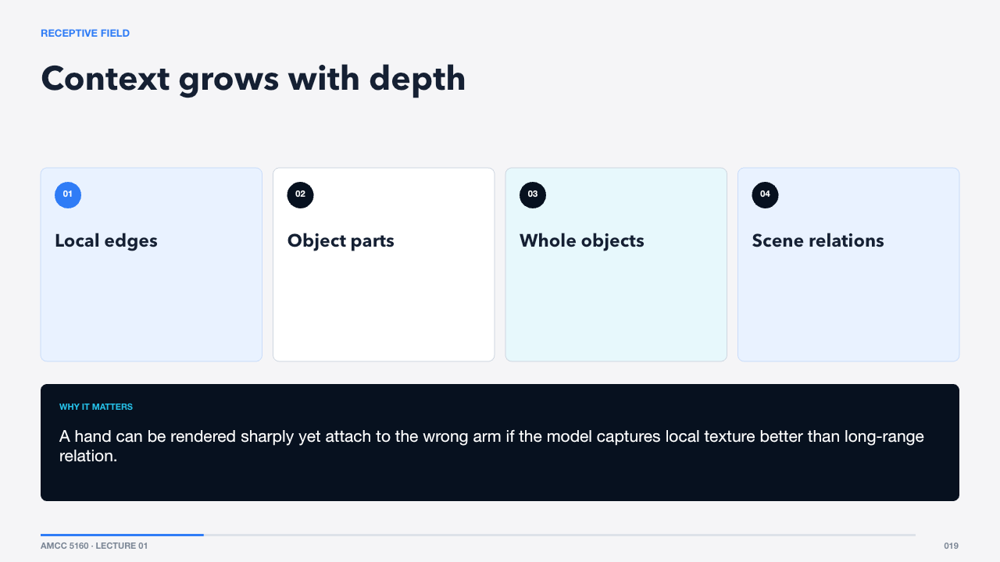 RECEPTIVE FIELD
Context grows with depth
01
Local edges
02
Object parts
03
Whole objects
04
Scene relations
WHY IT MATTERS
A hand can be rendered sharply yet attach to the wrong arm if the model captures local texture better than long-range
relation.
AMCC 5160 · LECTURE 01
019